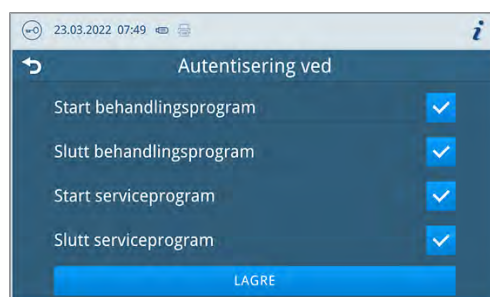 23.03.2022 07:49
i
Autentisering ved
Start behandlingsprogram
Slutt behandlingsprogram
Start serviceprogram
Slutt serviceprogram
LAGRE